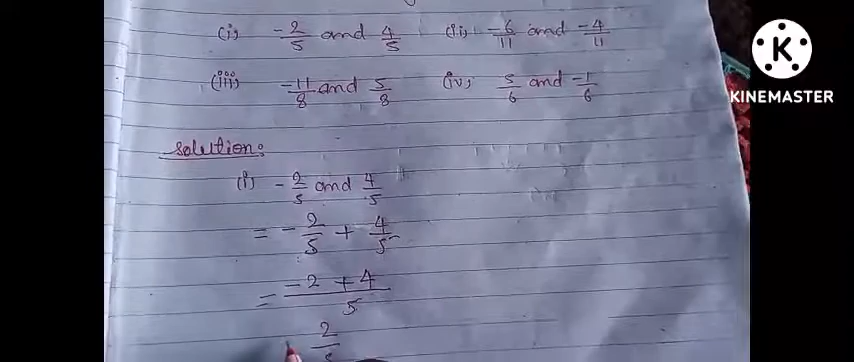 (i) -2/5 and 4/5 (ii) -6/11 and -4/11
(iii) -11/8 and 5/8 (iv) 5/6 and -1/6
KINEMASTER
solution:
(i) -2/5 and 4/5
= -2/5 + 4/5
= -2+4/5
2/5